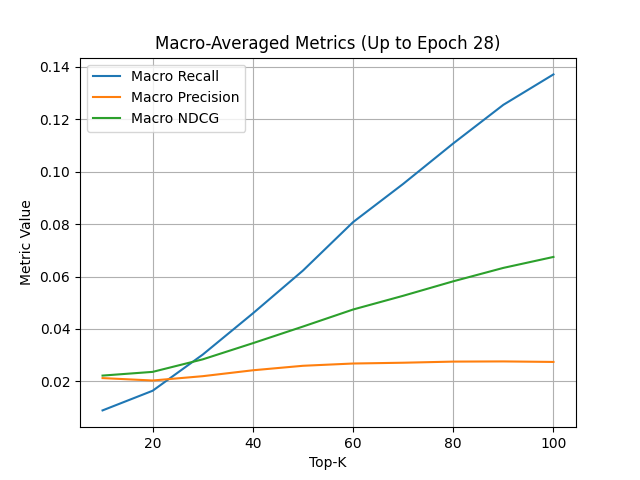 Macro-Averaged Metrics (Up to Epoch 28)
Macro Recall
Macro Precision
Macro NDCG
0.14
0.12
0.10
0.08
0.06
0.04
0.02
Metric Value
20
40
60
80
100
Top-K